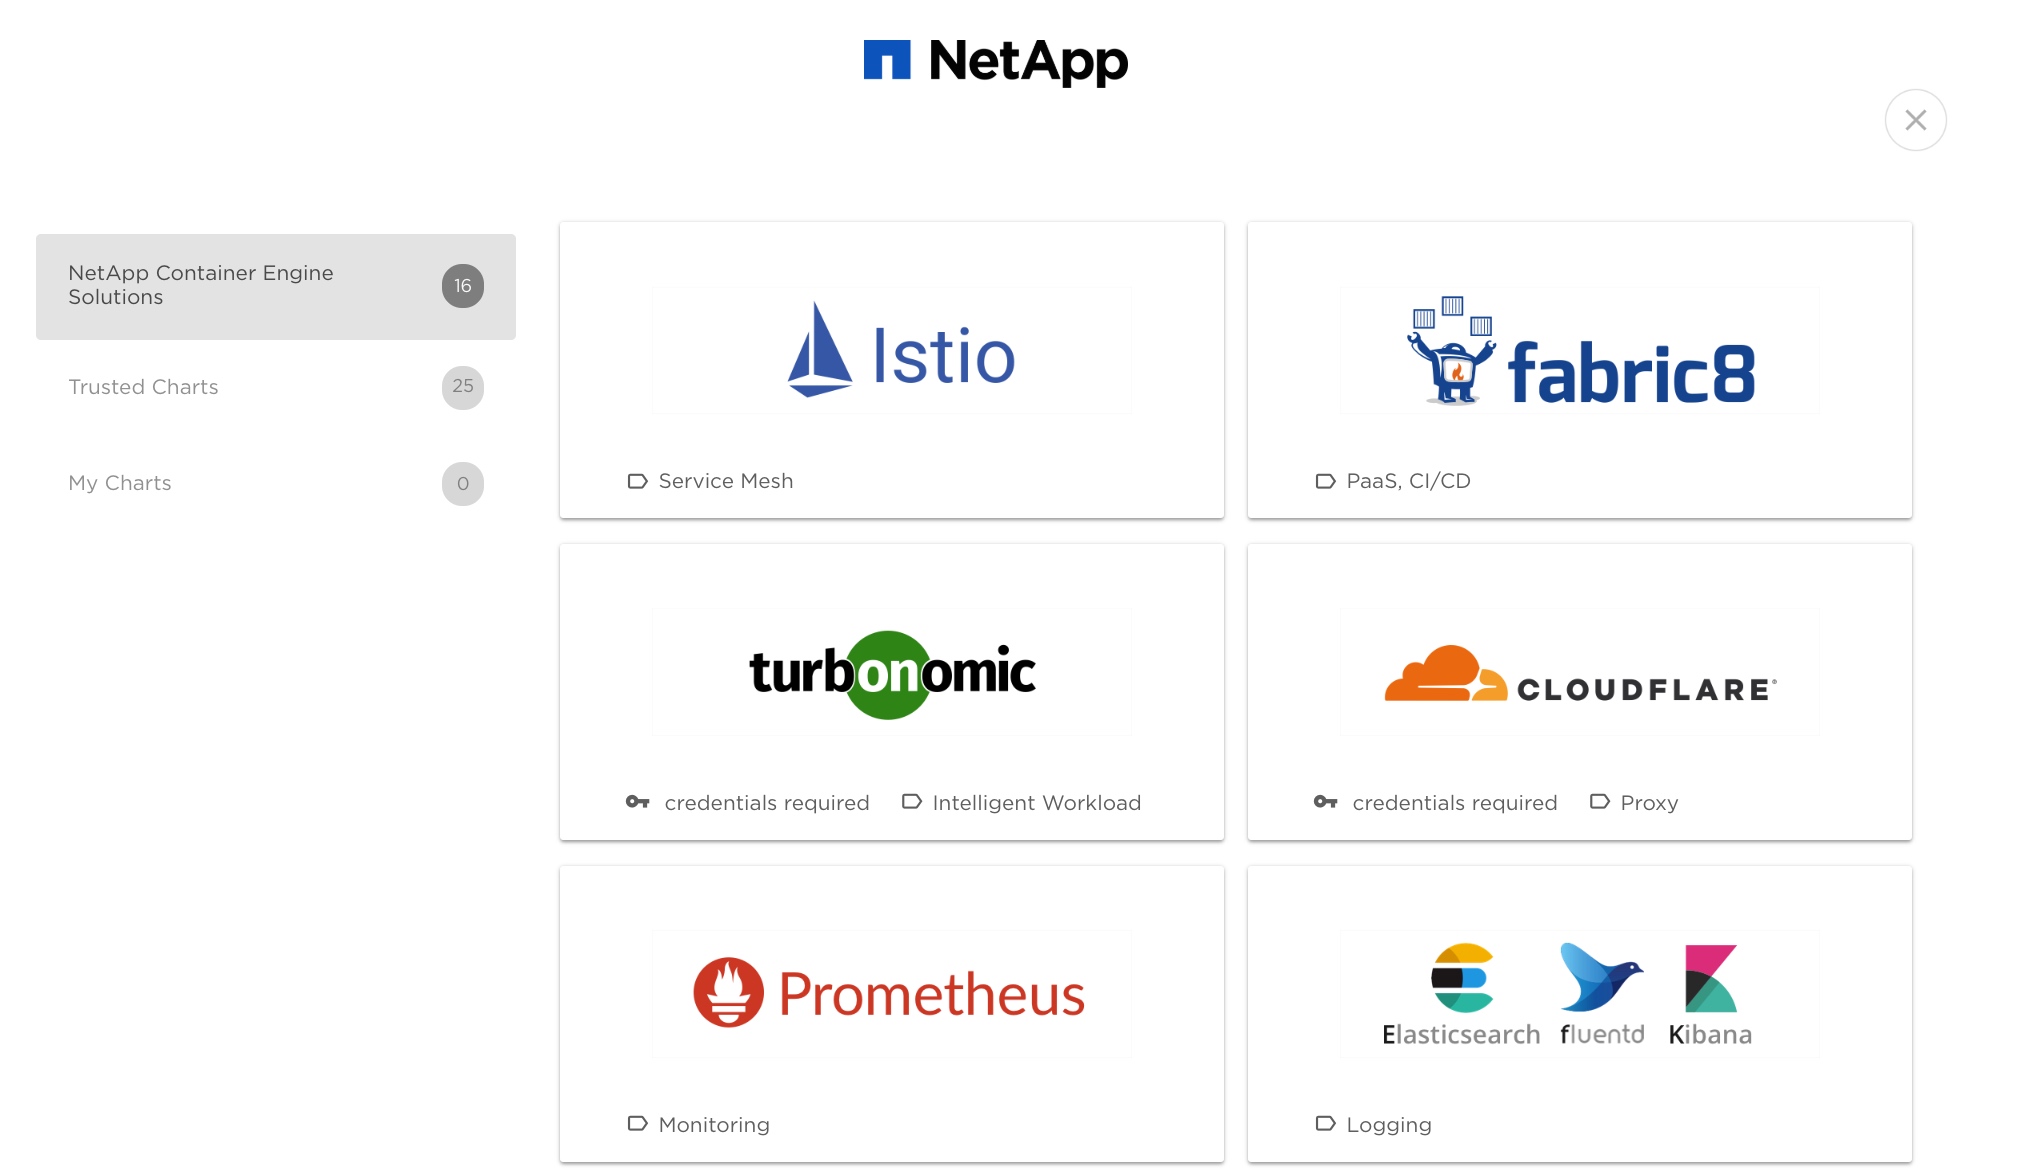 NetApp
NetApp Container Engine
Solutions
16
Trusted Charts
25
My Charts
0
Istio
Service Mesh
fabric8
PaaS, CI/CD
turbonomic
credentials required
Intelligent Workload
CLOUDFLARE®
credentials required
Proxy
Prometheus
Monitoring
Elasticsearch fluentd Kibana
Logging